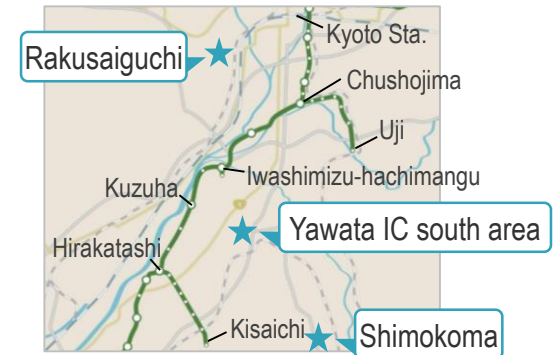 Kyoto Sta.
Rakusaiguchi
Chushojima
Uji
Iwashimizu-hachimangu
Kuzuha
Yawata IC south area
Hirakatashi
Kisaichi
Shimokoma